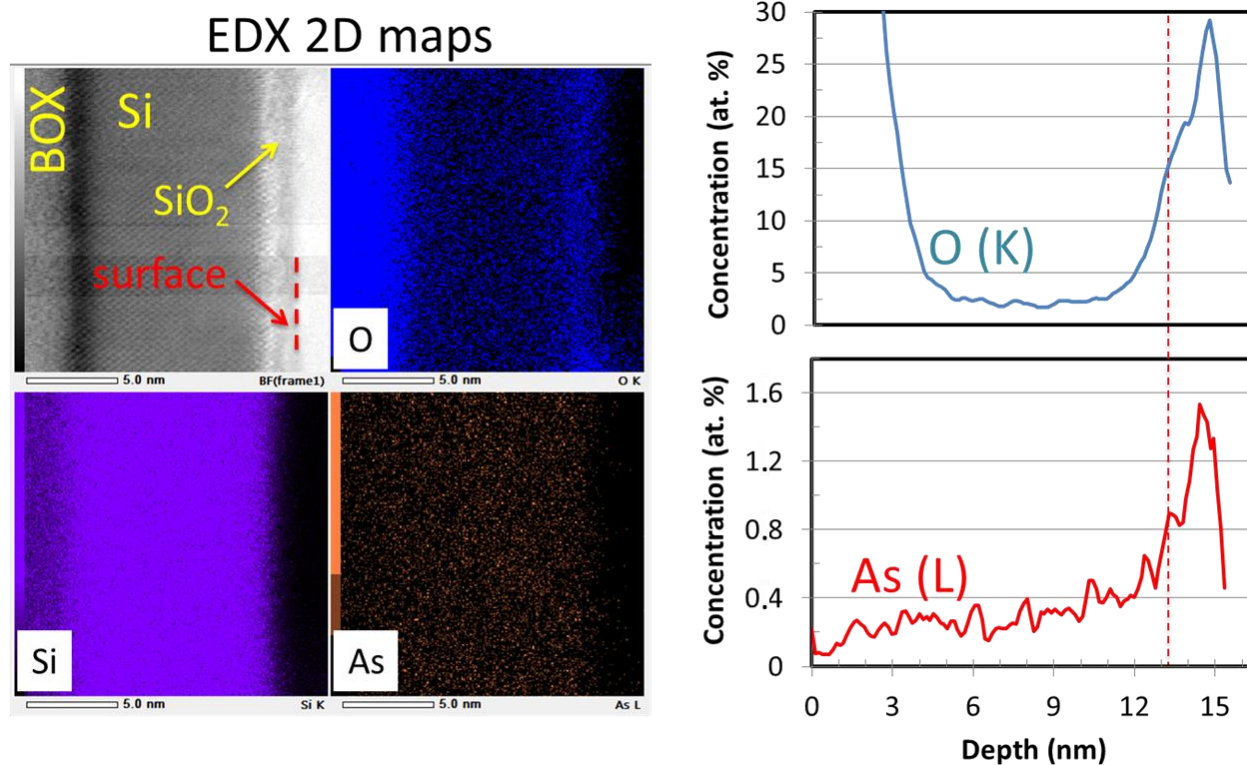 EDX 2D maps
BOX
Si
SiO2
surface
O
5.0 nm
BF(frame1)
5.0 nm
O K
Si
As
5.0 nm
Si K
5.0 nm
As L
Concentration (at. %)
30
25
20
15
10
5
0
O (K)
Concentration (at. %)
1.6
1.2
0.8
0.4
0
As (L)
0 3 6 9 12 15
Depth (nm)